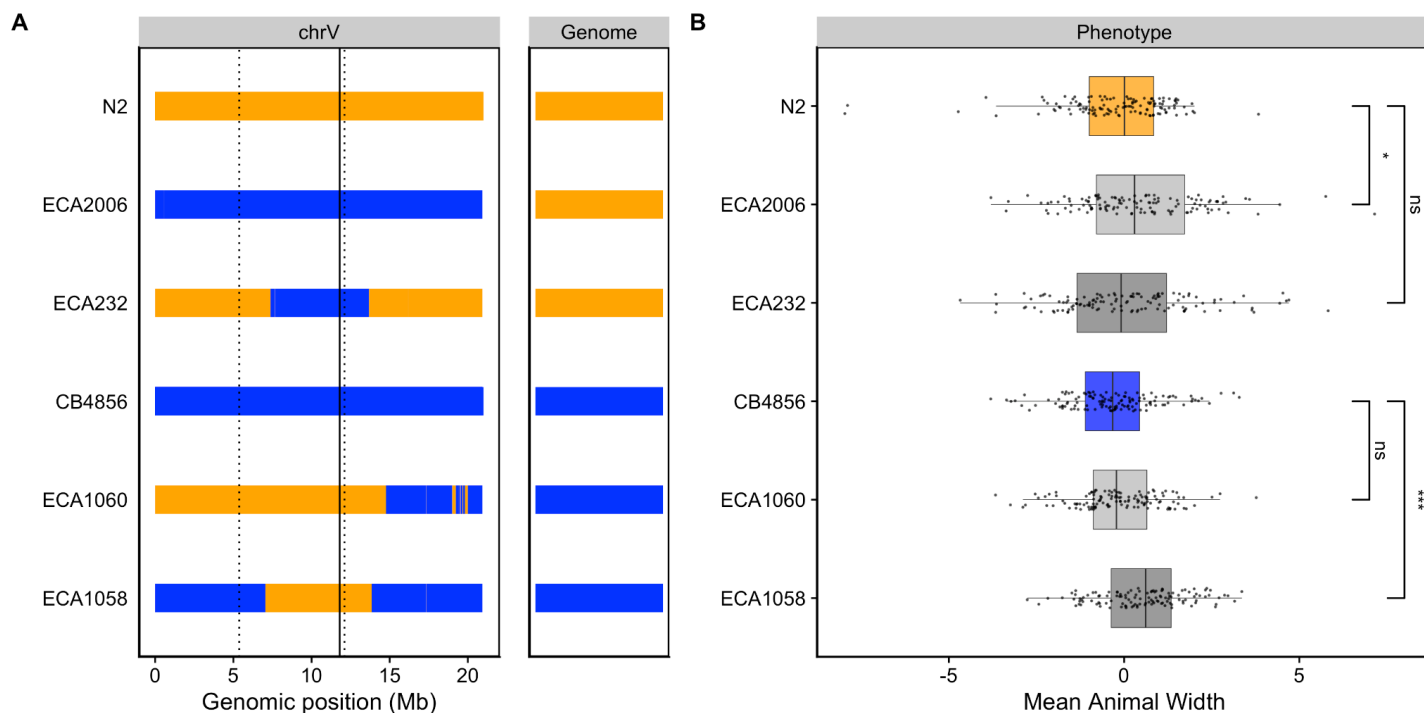 A
chrV
Genome
N2
ECA2006
ECA232
CB4856
ECA1060
ECA1058
0
5
10
15
20
Genomic position (Mb)
B
Phenotype
N2
ECA2006
ECA232
CB4856
ECA1060
ECA1058
*
ns
ns
****
-5
0
5
Mean Animal Width